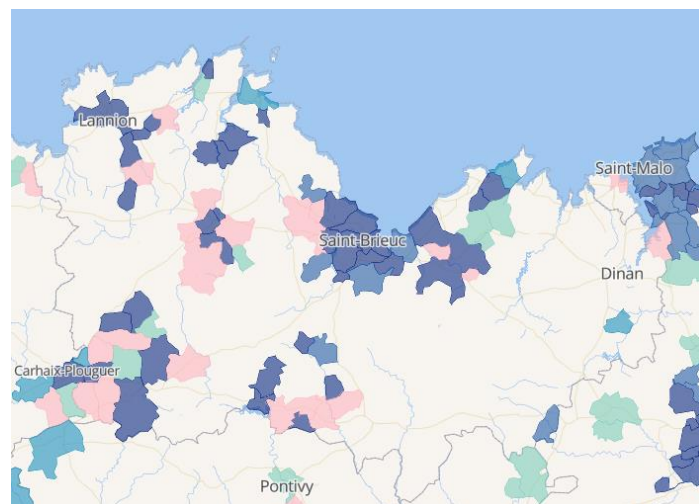 Lannion
Saint-Malo
Saint-Brieuc
Dinan
Carhaix-Plouguer
Pontivy